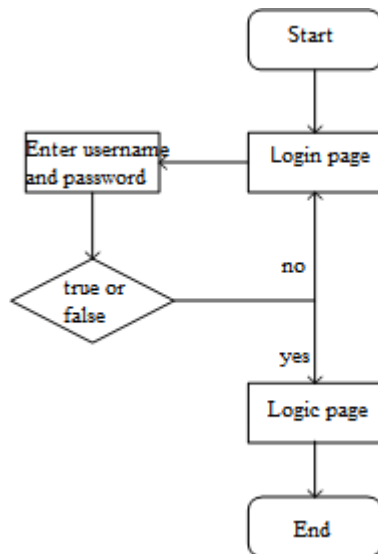 Start
Login page
Enter username
and password
true or
false
no
yes
Logic page
End